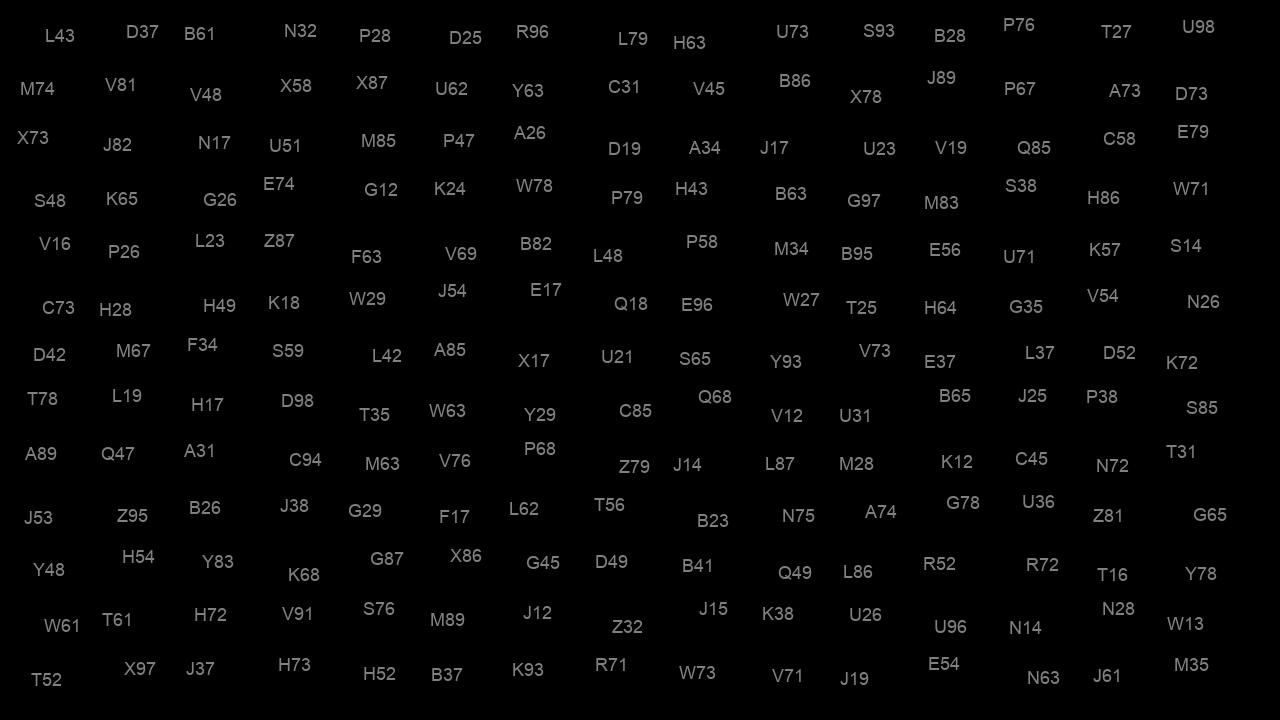 L43 D37 B61 N32 P28 D25 R96 L79 H63 U73 S93 B28 P76 T27 U98
M74 V81 V48 X58 X87 U62 Y63 C31 V45 B86 X78 J89 P67 A73 D73
X73 J82 N17 U51 M85 P47 A26 D19 A34 J17 U23 V19 Q85 C58 E79
S48 K65 G26 E74 G12 K24 W78 P79 H43 B63 G97 M83 S38 H86 W71
V16 P26 L23 Z87 F63 V69 B82 L48 P58 M34 B95 E56 U71 K57 S14
C73 H28 H49 K18 W29 J54 E17 Q18 E96 W27 T25 H64 G35 V54 N26
D42 M67 F34 S59 L42 A85 X17 U21 S65 Y93 V73 E37 L37 D52 K72
T78 L19 H17 D98 T35 W63 Y29 C85 Q68 V12 U31 B65 J25 P38 S85
A89 Q47 A31 C94 M63 V76 P68 Z79 J14 L87 M28 K12 C45 N72 T31
J53 Z95 B26 J38 G29 F17 L62 T56 B23 N75 A74 G78 U36 Z81 G65
Y48 H54 Y83 K68 G87 X86 G45 D49 B41 Q49 L86 R52 R72 T16 Y78
W61 T61 H72 V91 S76 M89 J12 Z32 J15 K38 U26 U96 N14 N28 W13
T52 X97 J37 H73 H52 B37 K93 R71 W73 V71 J19 E54 N63 J61 M35